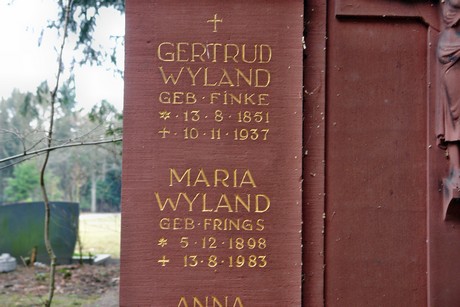 GERTRUD
WYLAND
GEB·FINKE
*·13·8·1851
+·10·11·1937
MARIA
WYLAND
GEB·FRINGS
*5·12·1898
+·13·8·1983
ANNA